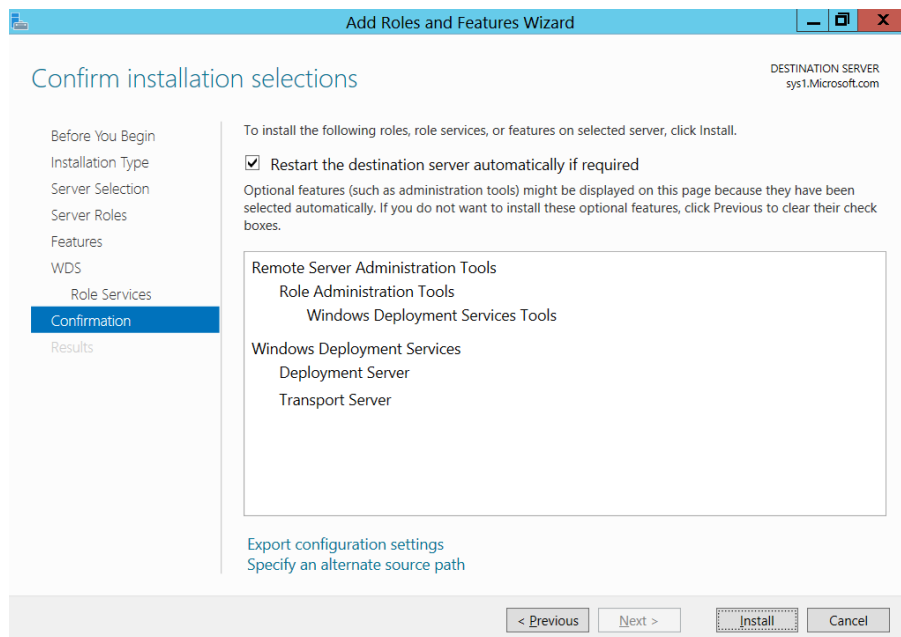 Add Roles and Features Wizard
Confirm installation selections
DESTINATION SERVER
sys1.Microsoft.com
Before You Begin
Installation Type
Server Selection
Server Roles
Features
WDS
Role Services
Confirmation
Results
To install the following roles, role services, or features on selected server, click Install.
Restart the destination server automatically if required
Optional features (such as administration tools) might be displayed on this page because they have been
selected automatically. If you do not want to install these optional features, click Previous to clear their check
boxes.
Remote Server Administration Tools
Role Administration Tools
Windows Deployment Services Tools
Windows Deployment Services
Deployment Server
Transport Server
Export configuration settings
Specify an alternate source path
< Previous
Next >
Install
Cancel